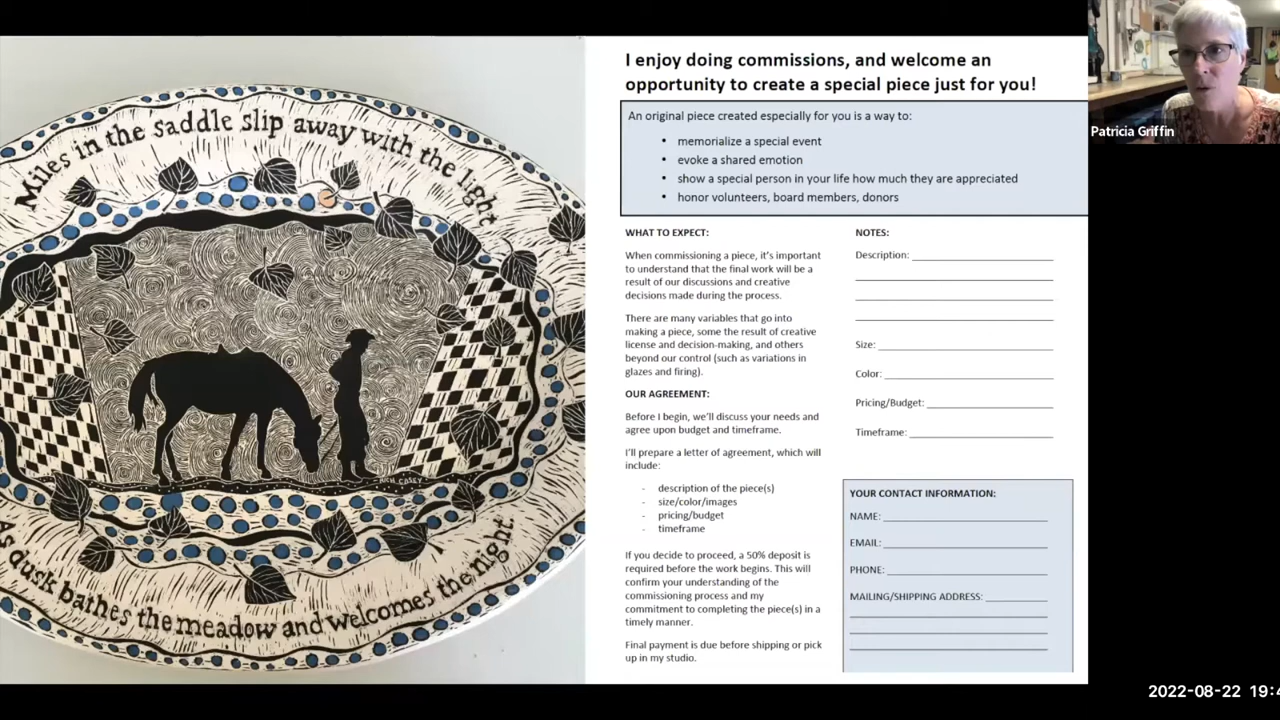 Miles in the saddle slip away with the light
RICH CASEY
dusk bathes the meadow and welcomes the night
I enjoy doing commissions, and welcome an
opportunity to create a special piece just for you!
An original piece created especially for you is a way to:
• memorialize a special event
• evoke a shared emotion
• show a special person in your life how much they are appreciated
• honor volunteers, board members, donors
WHAT TO EXPECT:
When commissioning a piece, it's important
to understand that the final work will be a
result of our discussions and creative
decisions made during the process.
There are many variables that go into
making a piece, some the result of creative
license and decision-making, and others
beyond our control (such as variations in
glazes and firing).
OUR AGREEMENT:
Before I begin, we'll discuss your needs and
agree upon budget and timeframe.
I'll prepare a letter of agreement, which will
include:
- description of the piece(s)
- size/color/images
- pricing/budget
- timeframe
If you decide to proceed, a 50% deposit is
required before the work begins. This will
confirm your understanding of the
commissioning process and my
commitment to completing the piece(s) in a
timely manner.
Final payment is due before shipping or pick
up in my studio.
NOTES:
Description:
Size:
Color:
Pricing/Budget:
Timeframe:
YOUR CONTACT INFORMATION:
NAME:
EMAIL:
PHONE:
MAILING/SHIPPING ADDRESS:
Patricia Griffin
2022-08-22 19:4